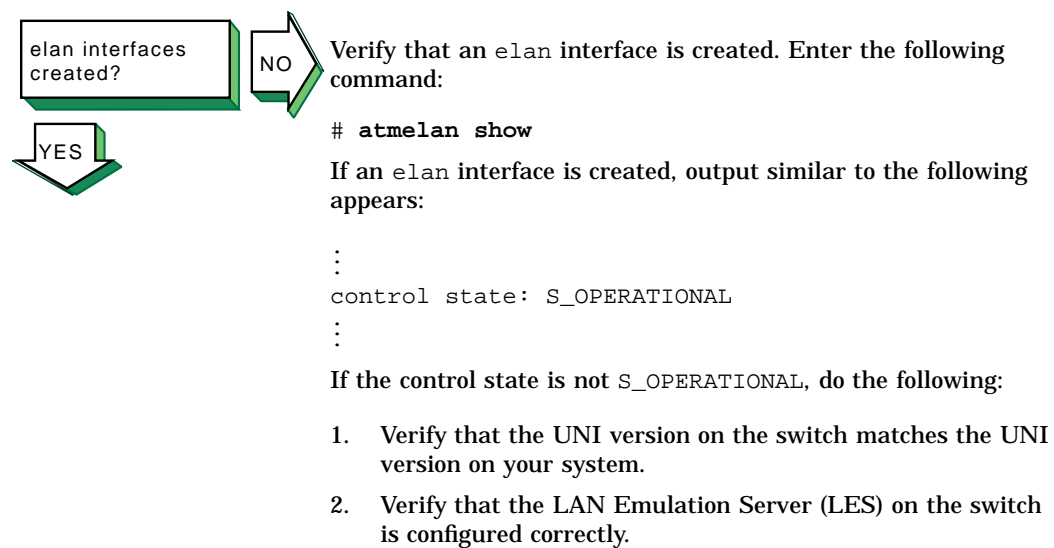 elan interfaces
created?
NO
YES
Verify that an elan interface is created. Enter the following
command:
# atmelan show
If an elan interface is created, output similar to the following
appears:
.
.
.
control state: S_OPERATIONAL
.
.
.
If the control state is not S_OPERATIONAL, do the following:
1. Verify that the UNI version on the switch matches the UNI
version on your system.
2. Verify that the LAN Emulation Server (LES) on the switch
is configured correctly.